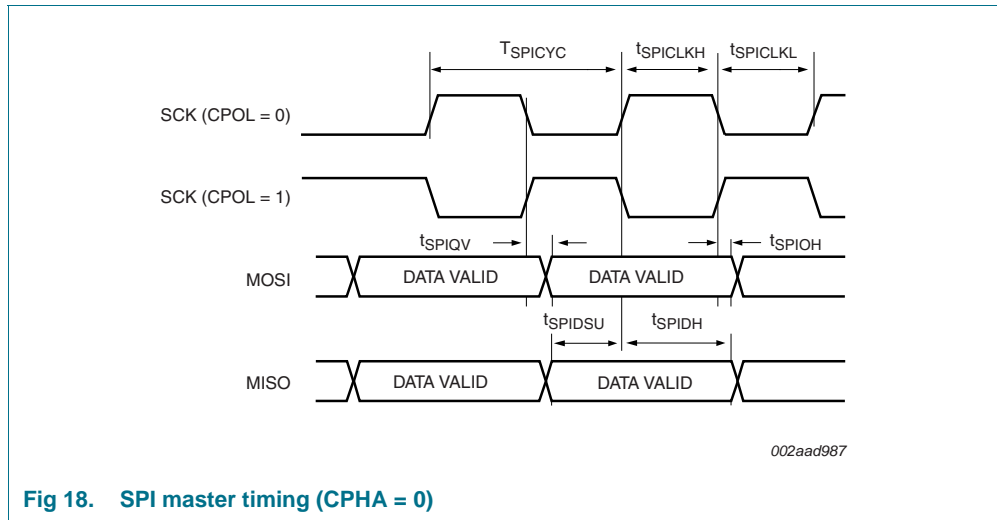 TSPICYC tSPICLKH tSPICLKL
SCK (CPOL = 0)
SCK (CPOL = 1)
tSPIQV tSPIOH
MOSI DATA VALID DATA VALID
tSPIDSU tSPIDH
MISO DATA VALID DATA VALID
002aad987
Fig 18. SPI master timing (CPHA = 0)